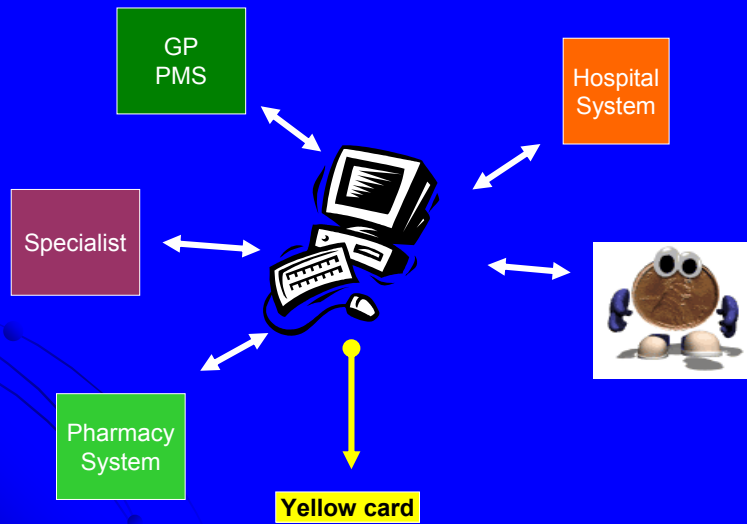 GP
PMS
Hospital
System
Specialist
Pharmacy
System
Yellow card